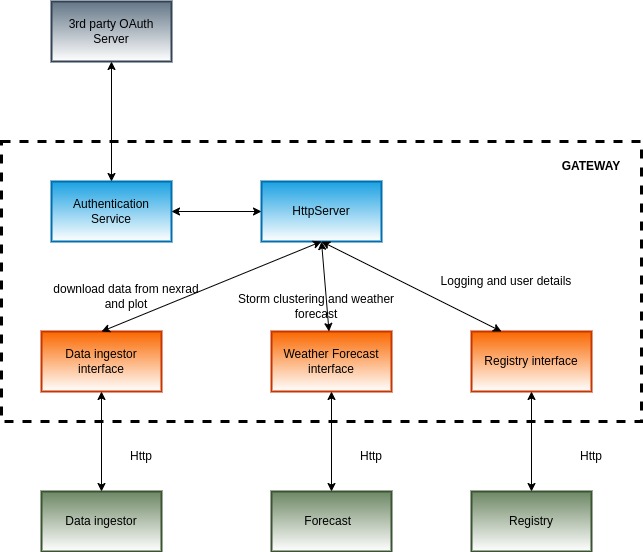 3rd party OAuth
Server
GATEWAY
Authentication
Service
HttpServer
download data from nexrad
and plot
Storm clustering and weather
forecast
Logging and user details
Data ingestor
interface
Weather Forecast
interface
Registry interface
Http
Http
Http
Data ingestor
Forecast
Registry